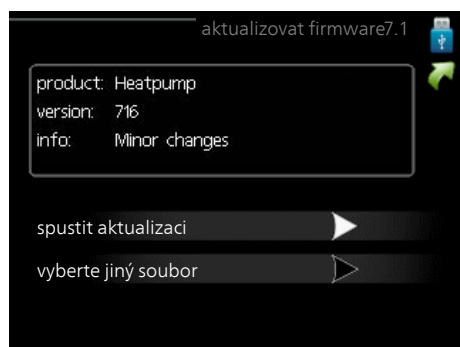 aktualizovat firmware7.1
product: Heatpump
version: 716
info: Minor changes
spustit aktualizaci
vyberte jiný soubor